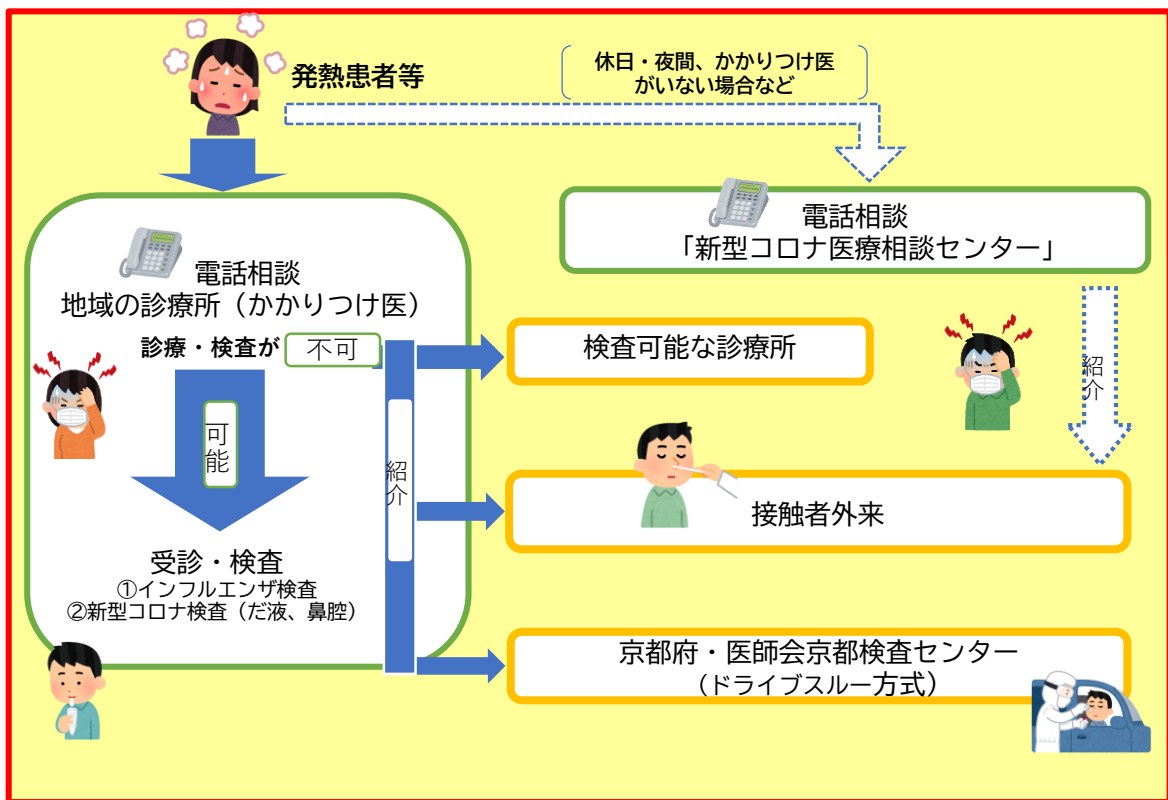 発熱患者等
休日・夜間、かかりつけ医
がいない場合など
電話相談
「新型コロナ医療相談センター」
電話相談
地域の診療所（かかりつけ医）
診療・検査が 不可
可能
紹介
受診・検査
①インフルエンザ検査
②新型コロナ検査（だ液、鼻腔）
検査可能な診療所
紹介
接触者外来
京都府・医師会京都検査センター
（ドライブスルー方式）